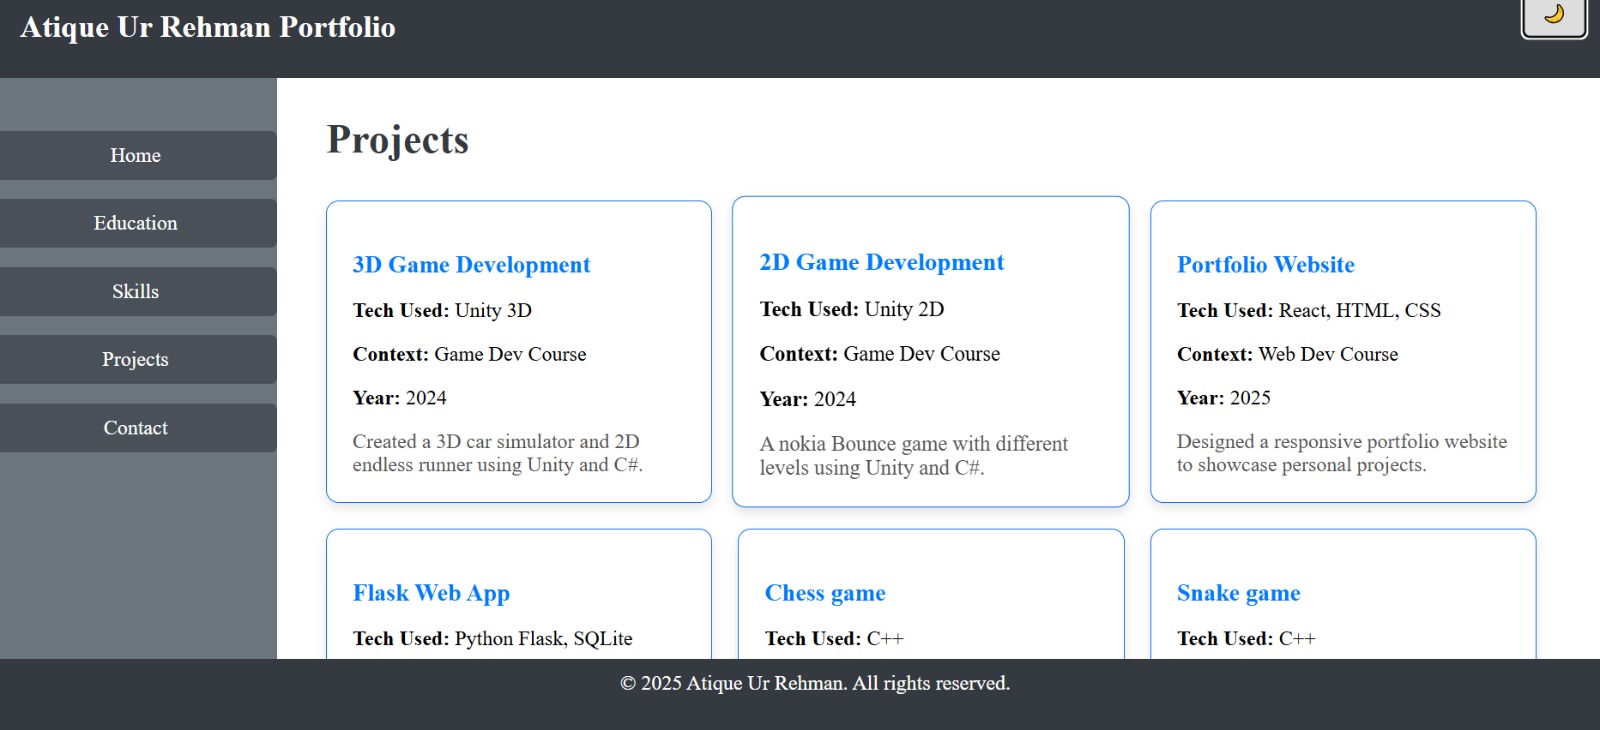 Atique Ur Rehman Portfolio
Home
Education
Skills
Projects
Contact
Projects
3D Game Development
Tech Used: Unity 3D
Context: Game Dev Course
Year: 2024
Created a 3D car simulator and 2D
endless runner using Unity and C#.
2D Game Development
Tech Used: Unity 2D
Context: Game Dev Course
Year: 2024
A nokia Bounce game with different
levels using Unity and C#.
Portfolio Website
Tech Used: React, HTML, CSS
Context: Web Dev Course
Year: 2025
Designed a responsive portfolio website
to showcase personal projects.
Flask Web App
Tech Used: Python Flask, SQLite
Chess game
Tech Used: C++
Snake game
Tech Used: C++
© 2025 Atique Ur Rehman. All rights reserved.